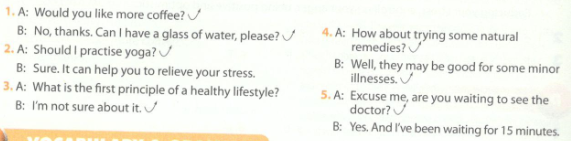 1. A: Would you like more coffee?
B: No, thanks. Can I have a glass of water, please?
2. A: Should I practise yoga?
B: Sure. It can help you to relieve your stress.
3. A: What is the first principle of a healthy lifestyle?
B: I'm not sure about it.
4. A: How about trying some natural
remedies?
B: Well, they may be good for some minor
illnesses.
5. A: Excuse me, are you waiting to see the
doctor?
B: Yes. And I've been waiting for 15 minutes.